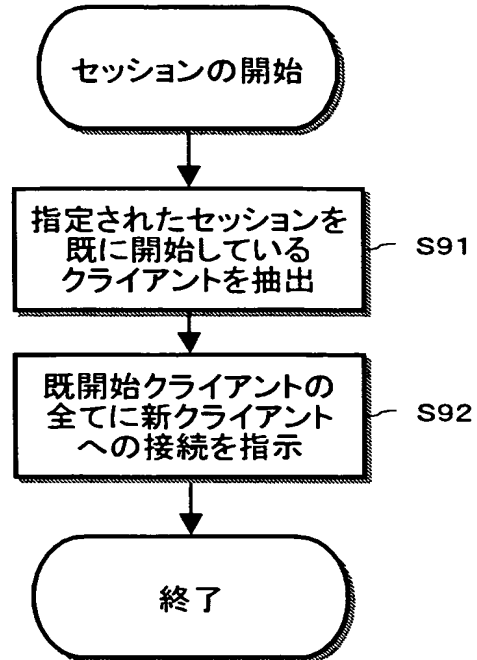 セッションの開始
指定されたセッションを
既に開始している
クライアントを抽出
S91
既開始クライアントの
全てに新クライアント
への接続を指示
S92
終了